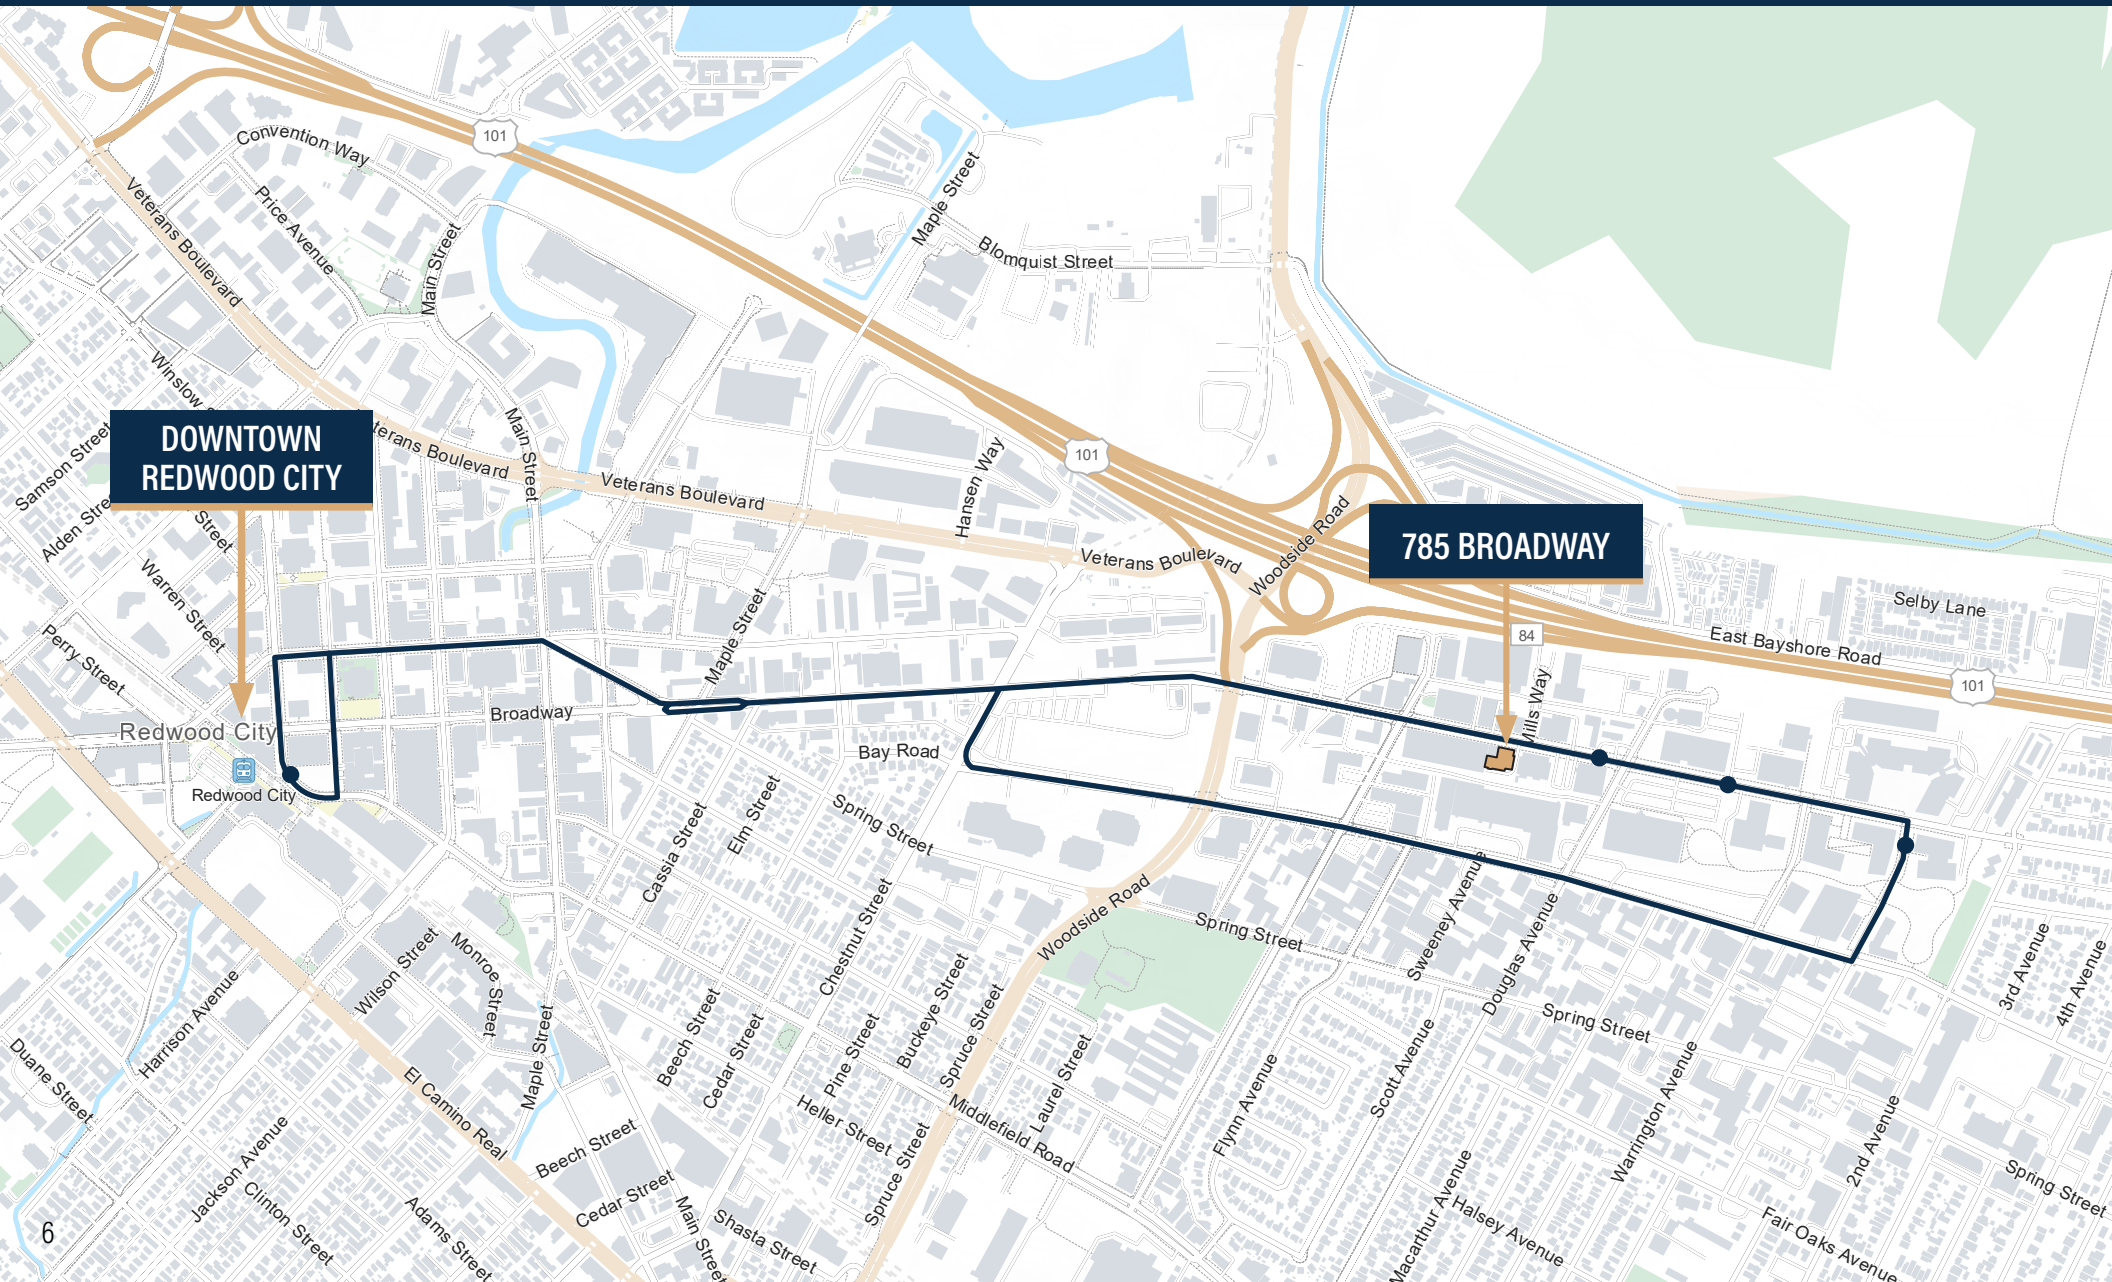 101
Convention Way
Price Avenue
Veterans Boulevard
Main Street
Maple Street
Blomquist Street
Winslow
DOWNTOWN
REDWOOD CITY
Samson Street
Alden
Street
Warren Street
Perry Street
terans Boulevard
Main Street
Veterans Boulevard
Hansen Way
101
Veterans Boulevard
Woodside Road
785 BROADWAY
84
Selby Lane
East Bayshore Road
101
Mills Way
Maple Street
Redwood City
Broadway
Bay Road
Redwood City
Spring Street
Elm Street
Cassia Street
Chestnut Street
Woodside Road
Spring Street
Sweeney Avenue
Douglas Avenue
3rd Avenue
4th Avenue
Wilson Street
Monroe Street
Harrison Avenue
Duane Street
Maple Street
Beech Street
Cedar Street
Pine Street
Buckeye Street
Spruce Street
Laurel Street
Spring Street
Heller Street
Middlefield Road
Flynn Avenue
Scott Avenue
Warrington Avenue
2nd Avenue
El Camino Real
Beech Street
Cedar Street
Main Street
Shasta Street
Spruce Street
Jackson Avenue
Clinton Street
Adams Street
Macarthur Avenue
Halsey Avenue
Fair Oaks Avenue
Spring Street
6